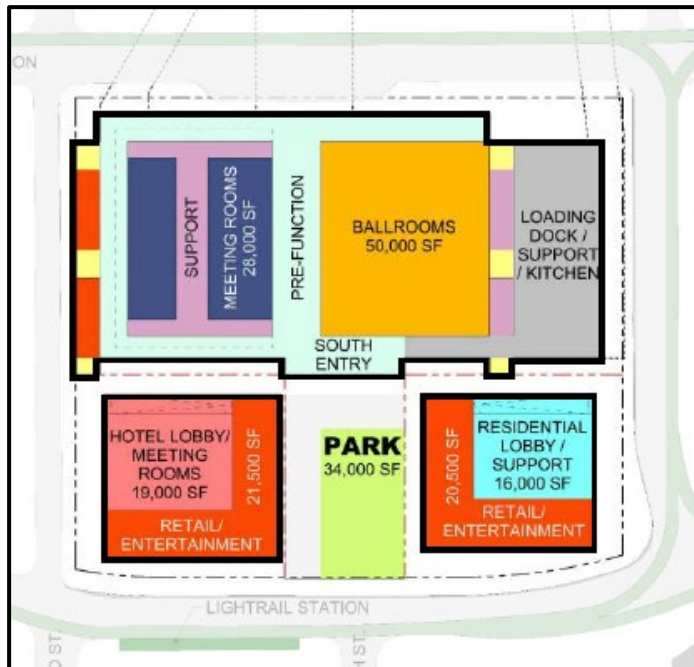 ON
SUPPORT
MEETING ROOMS
28,000 SF
PRE-FUNCTION
BALLROOMS
50,000 SF
LOADING
DOCK /
SUPPORT
/ KITCHEN
SOUTH
ENTRY
HOTEL LOBBY/
MEETING
ROOMS
19,000 SF
21,500 SF
RETAIL/
ENTERTAINMENT
PARK
34,000 SF
20,500 SF
RESIDENTIAL
LOBBY /
SUPPORT
16,000 SF
RETAIL/
ENTERTAINMENT
LIGHTRAIL STATION
D ST.
H ST.